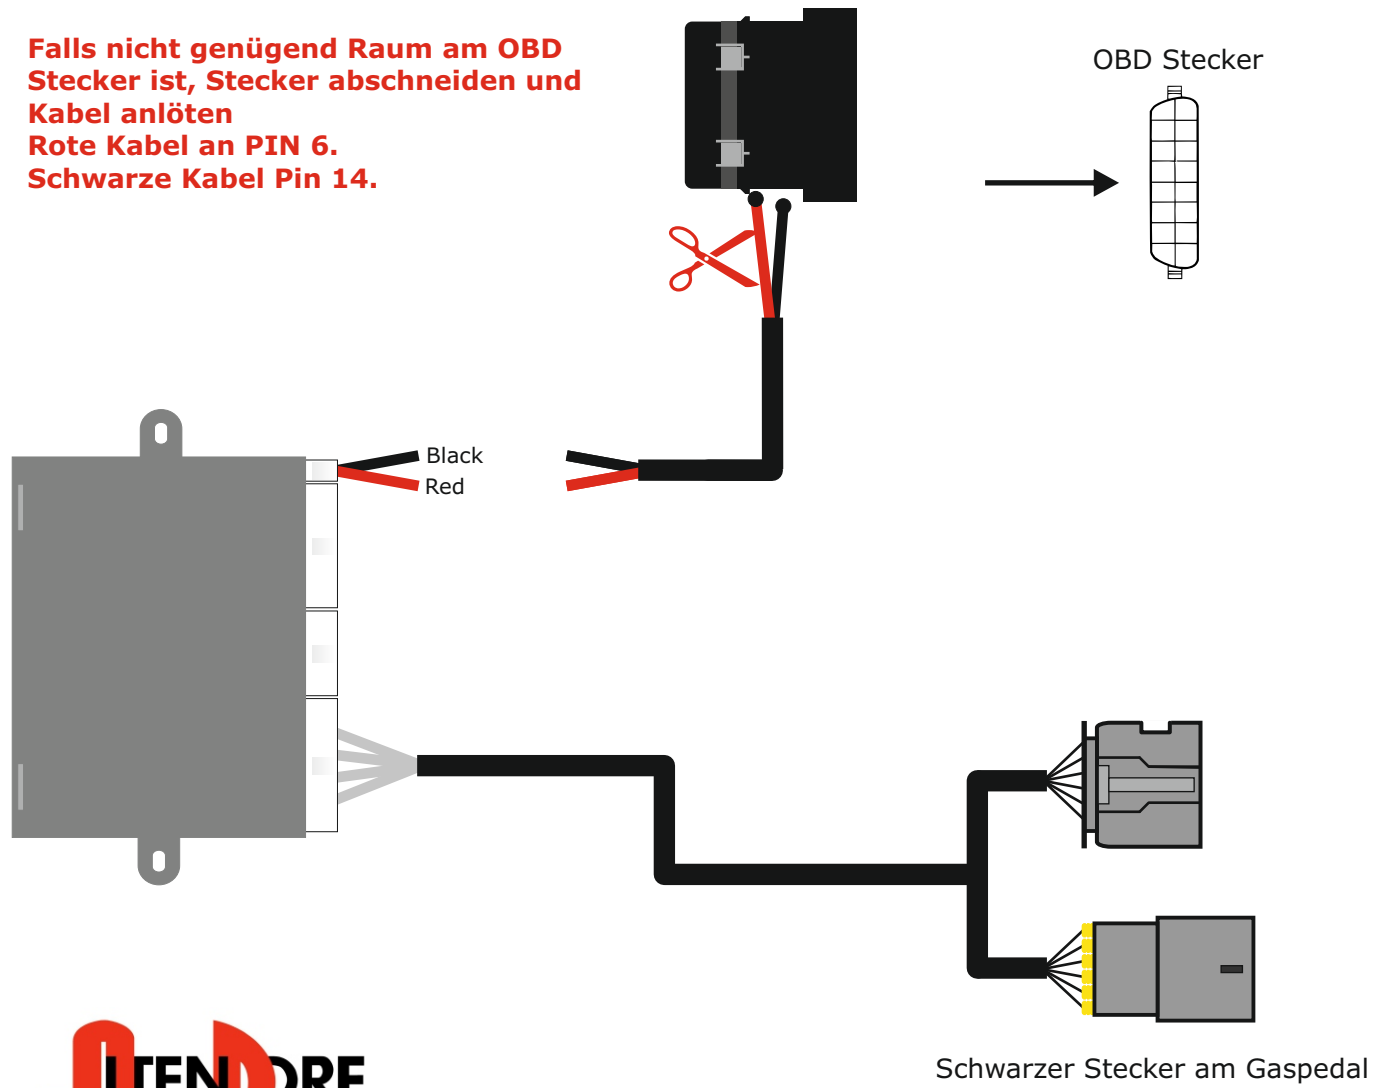 Falls nicht genügend Raum am OBD
Stecker ist, Stecker abschneiden und
Kabel anlöten
Rote Kabel an PIN 6.
Schwarze Kabel Pin 14.
OBD Stecker
Black
Red
Schwarzer Stecker am Gaspedal